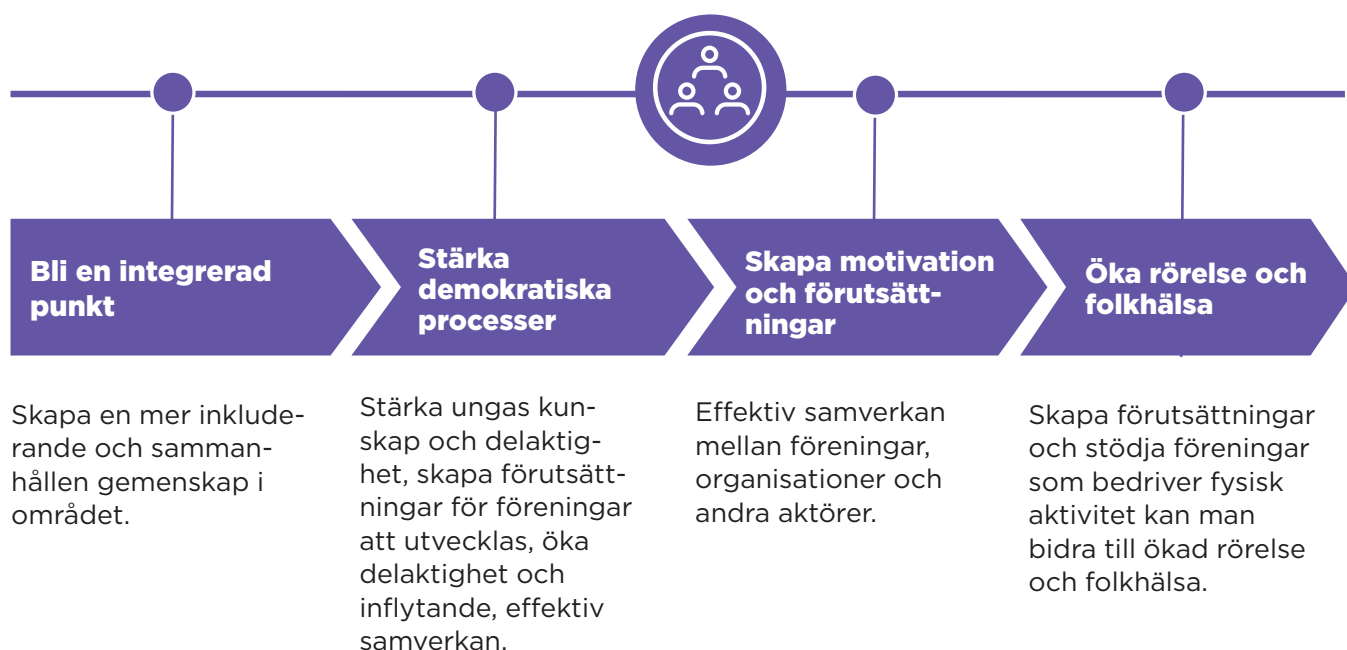 Bli en integrerad
punkt
Stärka
demokratiska
processer
Skapa motivation
och förutsätt-
ningar
Öka rörelse och
folkhälsa
Skapa en mer inklude-
rande och samman-
hållen gemenskap i
området.
Stärka ungas kun-
skap och delaktig-
het, skapa förutsätt-
ningar för föreningar
att utvecklas, öka
delaktighet och
inflytande, effektiv
samverkan.
Effektiv samverkan
mellan föreningar,
organisationer och
andra aktörer.
Skapa förutsättningar
och stödja föreningar
som bedriver fysisk
aktivitet kan man
bidra till ökad rörelse
och folkhälsa.